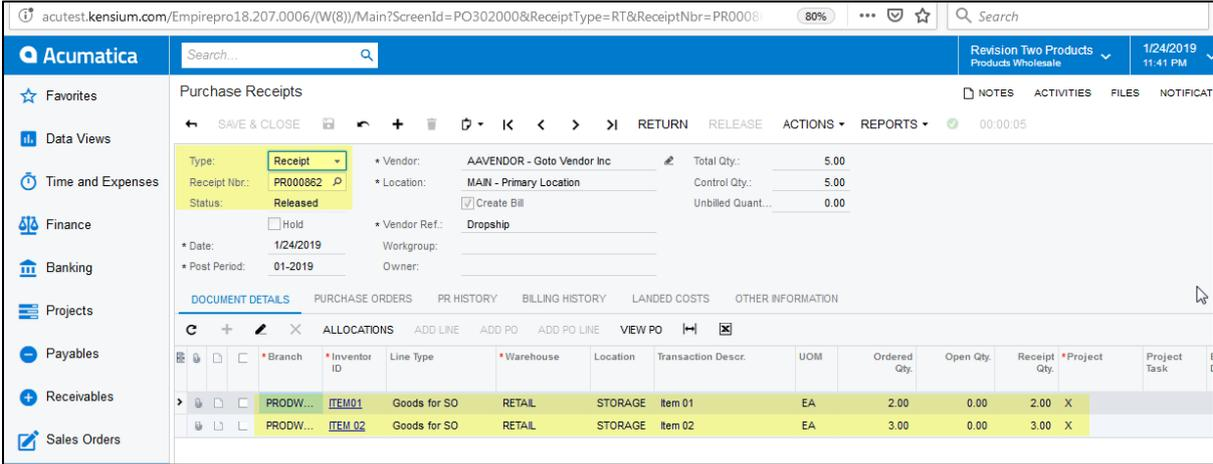 acutest.kensium.com/Empirepro18.207.0006/(W(8))/Main?ScreenId=PO302000&ReceiptType=RT&ReceiptNbr=PR0008 80% Search
Acumatica Search... Revision Two Products 1/24/2019
Products Wholesale 11:41 PM
Favorites Purchase Receipts NOTES ACTIVITIES FILES NOTIFICAT
SAVE & CLOSE RETURN RELEASE ACTIONS REPORTS 00:00:05
Data Views
Type: Receipt * Vendor: AAVENDOR - Goto Vendor Inc Total Qty.: 5.00
Time and Expenses Receipt Nbr.: PR000862 * Location: MAIN - Primary Location Control Qty.: 5.00
Status: Released Create Bill Unbilled Quant... 0.00
Finance Hold * Vendor Ref.: Dropship
* Date: 1/24/2019 Workgroup:
Banking * Post Period: 01-2019 Owner:
DOCUMENT DETAILS PURCHASE ORDERS PR HISTORY BILLING HISTORY LANDED COSTS OTHER INFORMATION
Projects
ALLOCATIONS ADD LINE ADD PO ADD PO LINE VIEW PO
Payables * Branch * Inventor ID Line Type * Warehouse Location Transaction Descr. UOM Ordered Qty. Open Qty. Receipt Qty. * Project Project Task
Receivables PRODW... ITEM01 Goods for SO RETAIL STORAGE Item 01 EA 2.00 0.00 2.00 X
PRODW... ITEM 02 Goods for SO RETAIL STORAGE Item 02 EA 3.00 0.00 3.00 X
Sales Orders